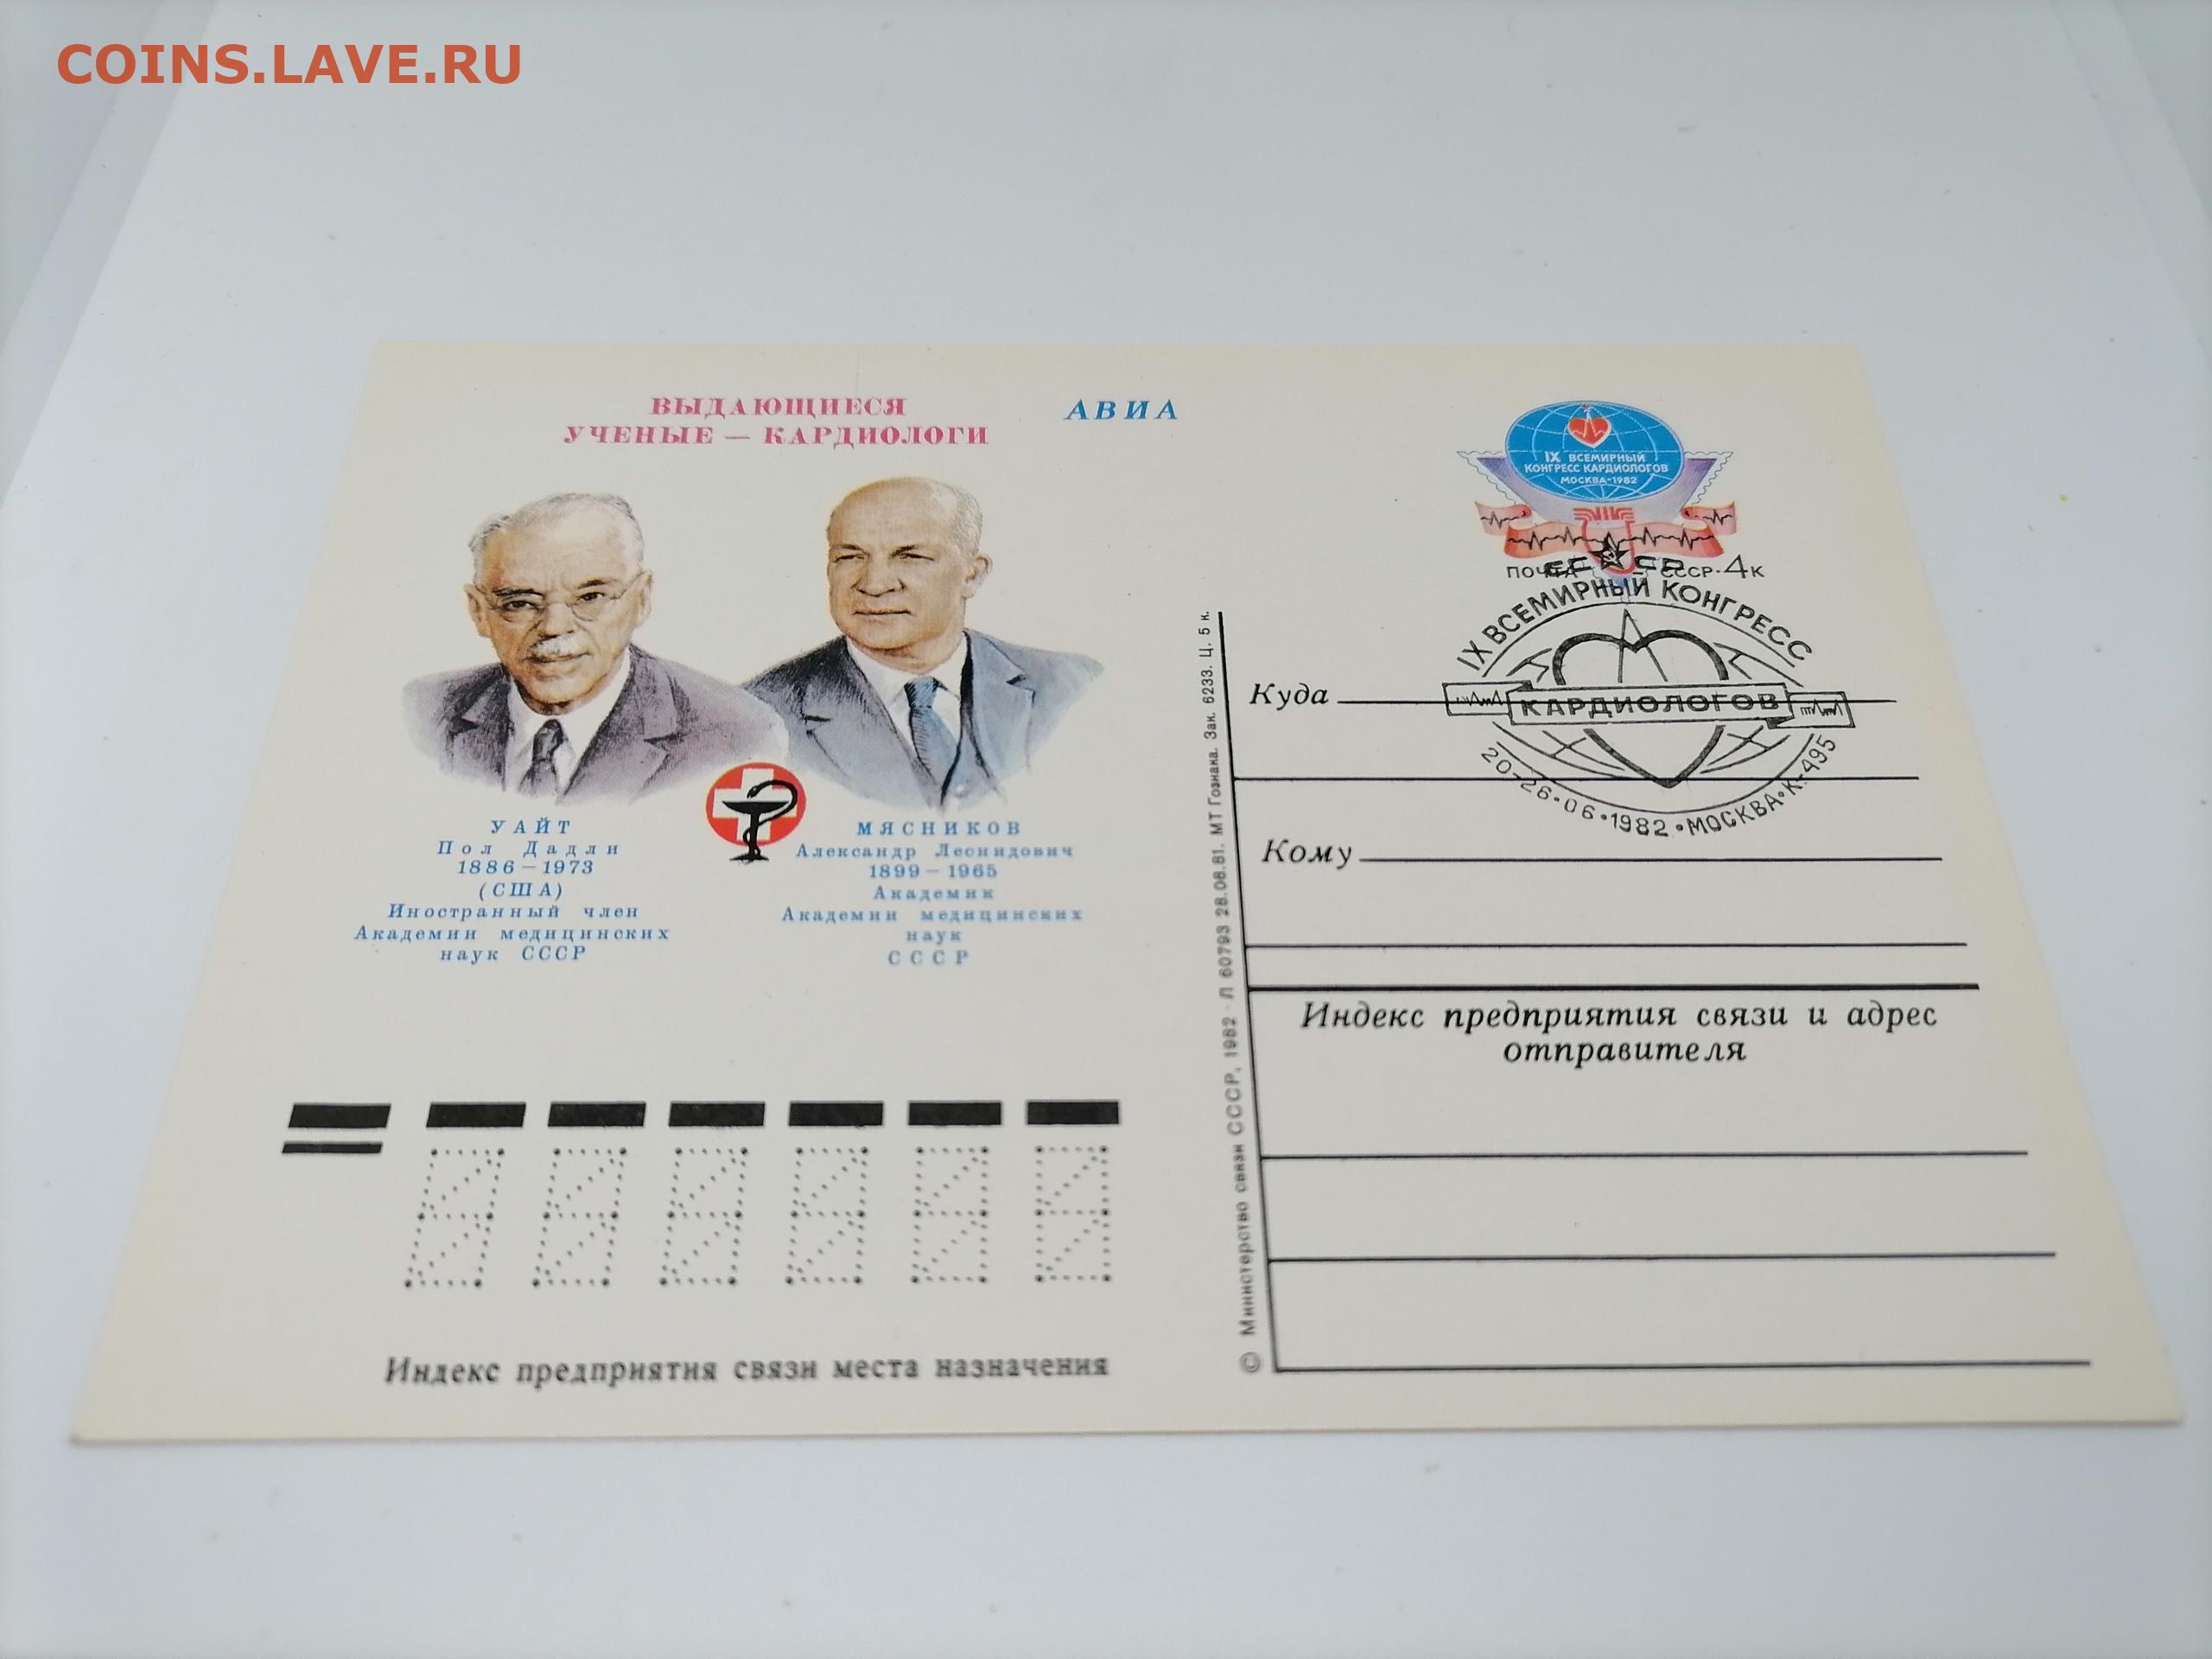 COINS.LAVE.RU
ВЫДАЮЩИЕСЯ
УЧЕНЫЕ — КАРДИОЛОГИ
АВИА
IX ВСЕМИРНЫЙ
КОНГРЕСС КАРДИОЛОГОВ
МОСКВА-1982
ПОЧТА СССР·4К
СССР
IX ВСЕМИРНЫЙ КОНГРЕСС
КАРДИОЛОГОВ
20-26·06·1982·МОСКВА·К-495
УАЙТ
Пол Дадли
1886—1973
(США)
Иностранный член
Академии медицинских
наук СССР
МЯСНИКОВ
Александр Леонидович
1899—1965
Академик
Академии медицинских
наук
СССР
Куда
Кому
Индекс предприятия связи и адрес
отправителя
© Министерство связи СССР, 1982 · Л 60793 28.08.81. МТ Гознака. Зак. 6233. Ц. 5 к.
Индекс предприятия связи места назначения